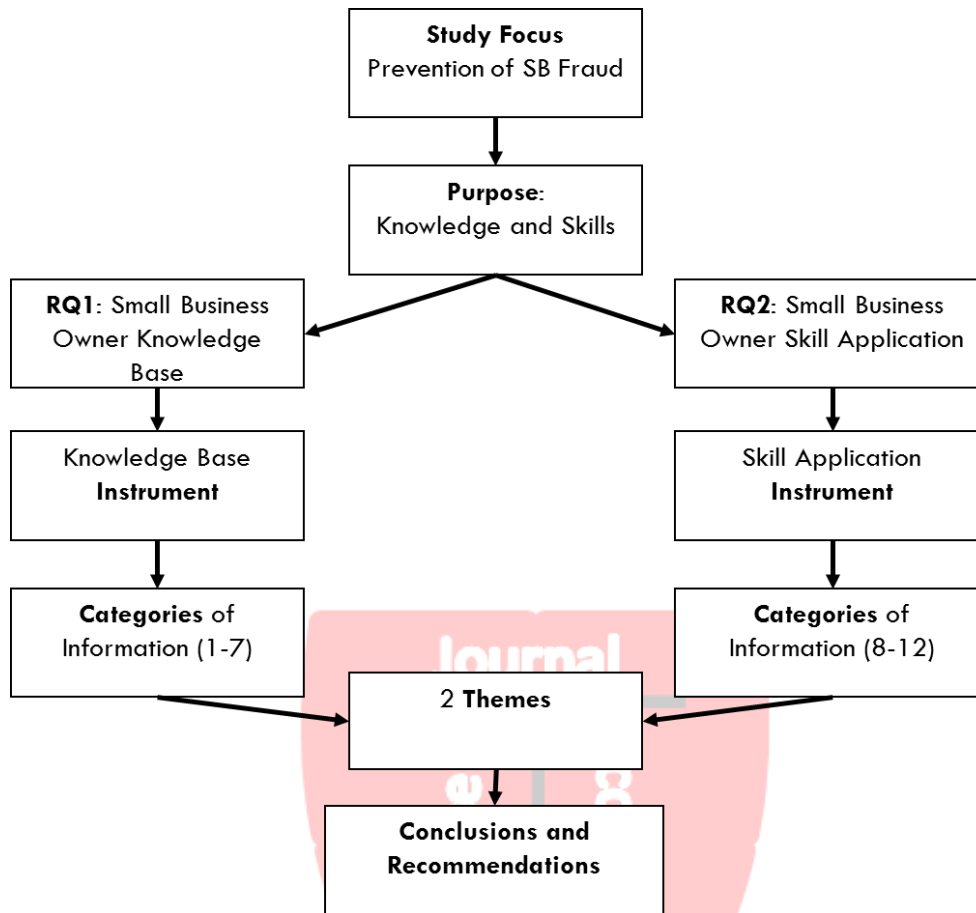 Study Focus
Prevention of SB Fraud
Purpose:
Knowledge and Skills
RQ1: Small Business
Owner Knowledge
Base
RQ2: Small Business
Owner Skill Application
Knowledge Base
Instrument
Skill Application
Instrument
Categories of
Information (1-7)
Categories of
Information (8-12)
Journal
2 Themes
Conclusions and
Recommendations